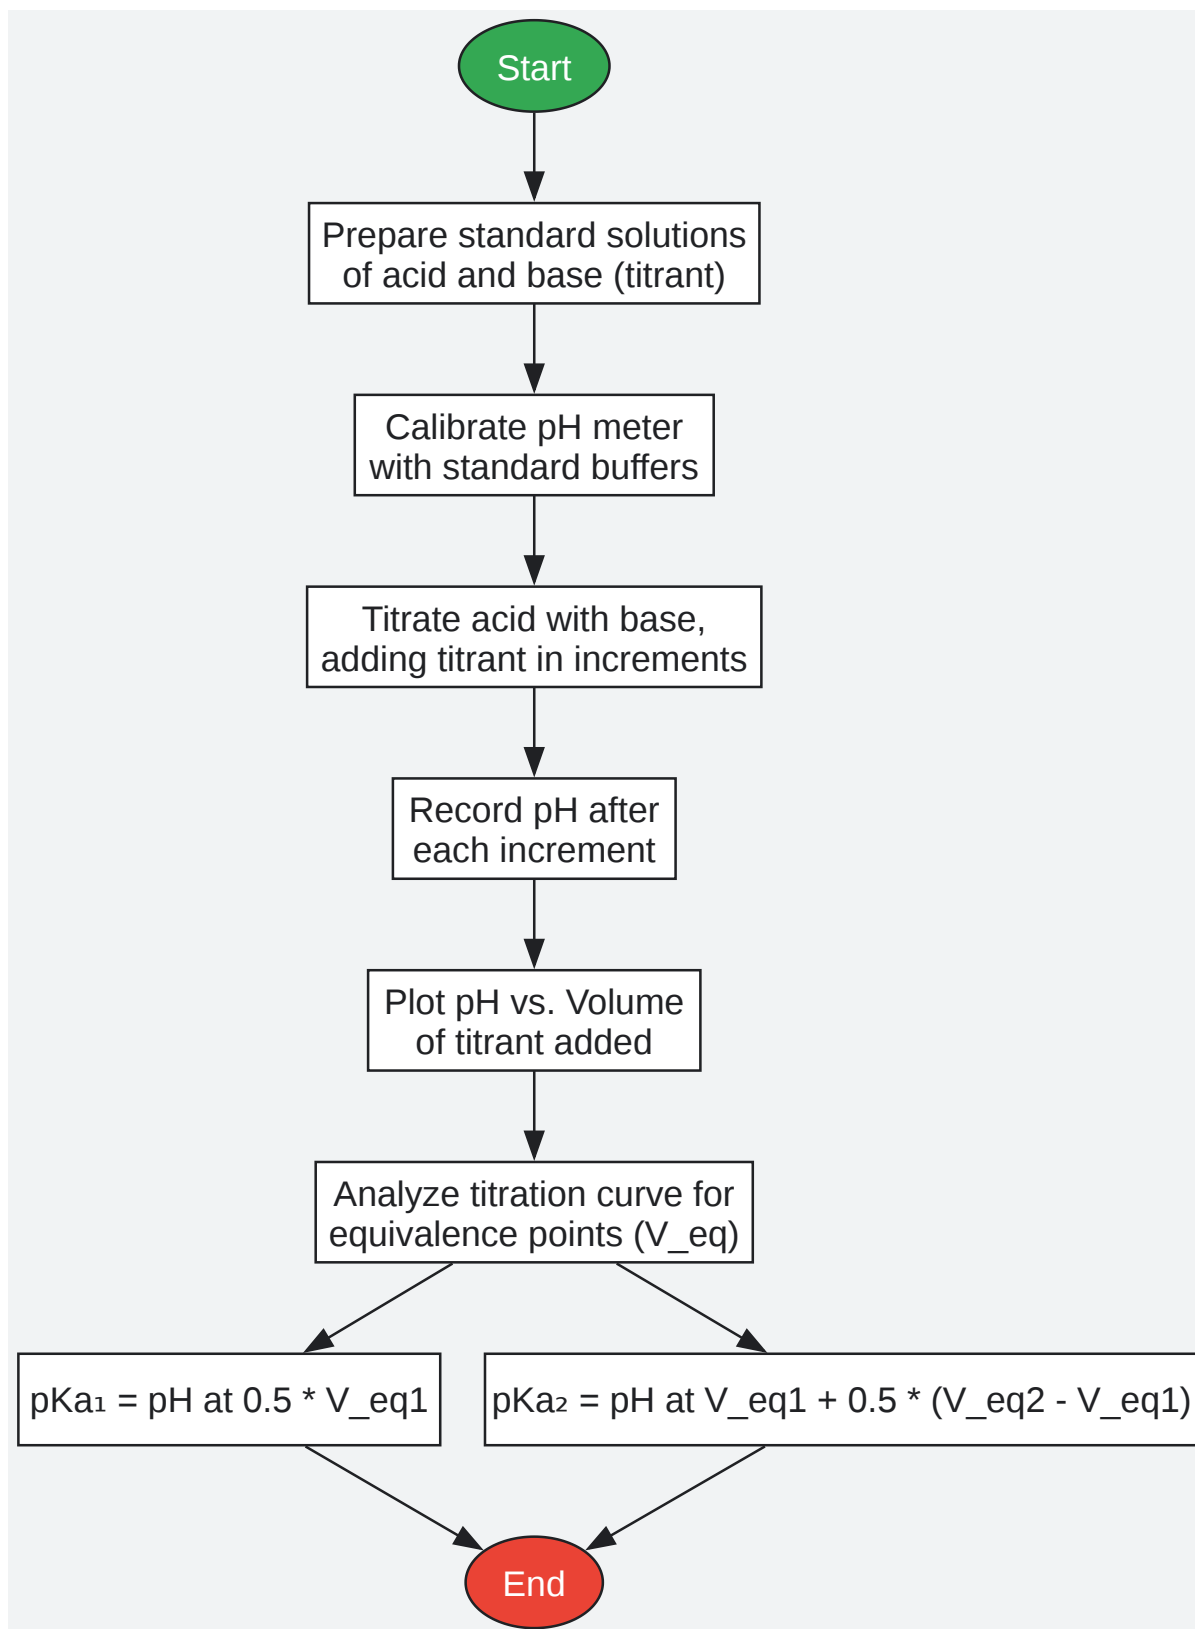 Start
Prepare standard solutions
of acid and base (titrant)
Calibrate pH meter
with standard buffers
Titrate acid with base,
adding titrant in increments
Record pH after
each increment
Plot pH vs. Volume
of titrant added
Analyze titration curve for
equivalence points (V_eq)
pKa₁ = pH at 0.5 * V_eq1
pKa₂ = pH at V_eq1 + 0.5 * (V_eq2 - V_eq1)
End